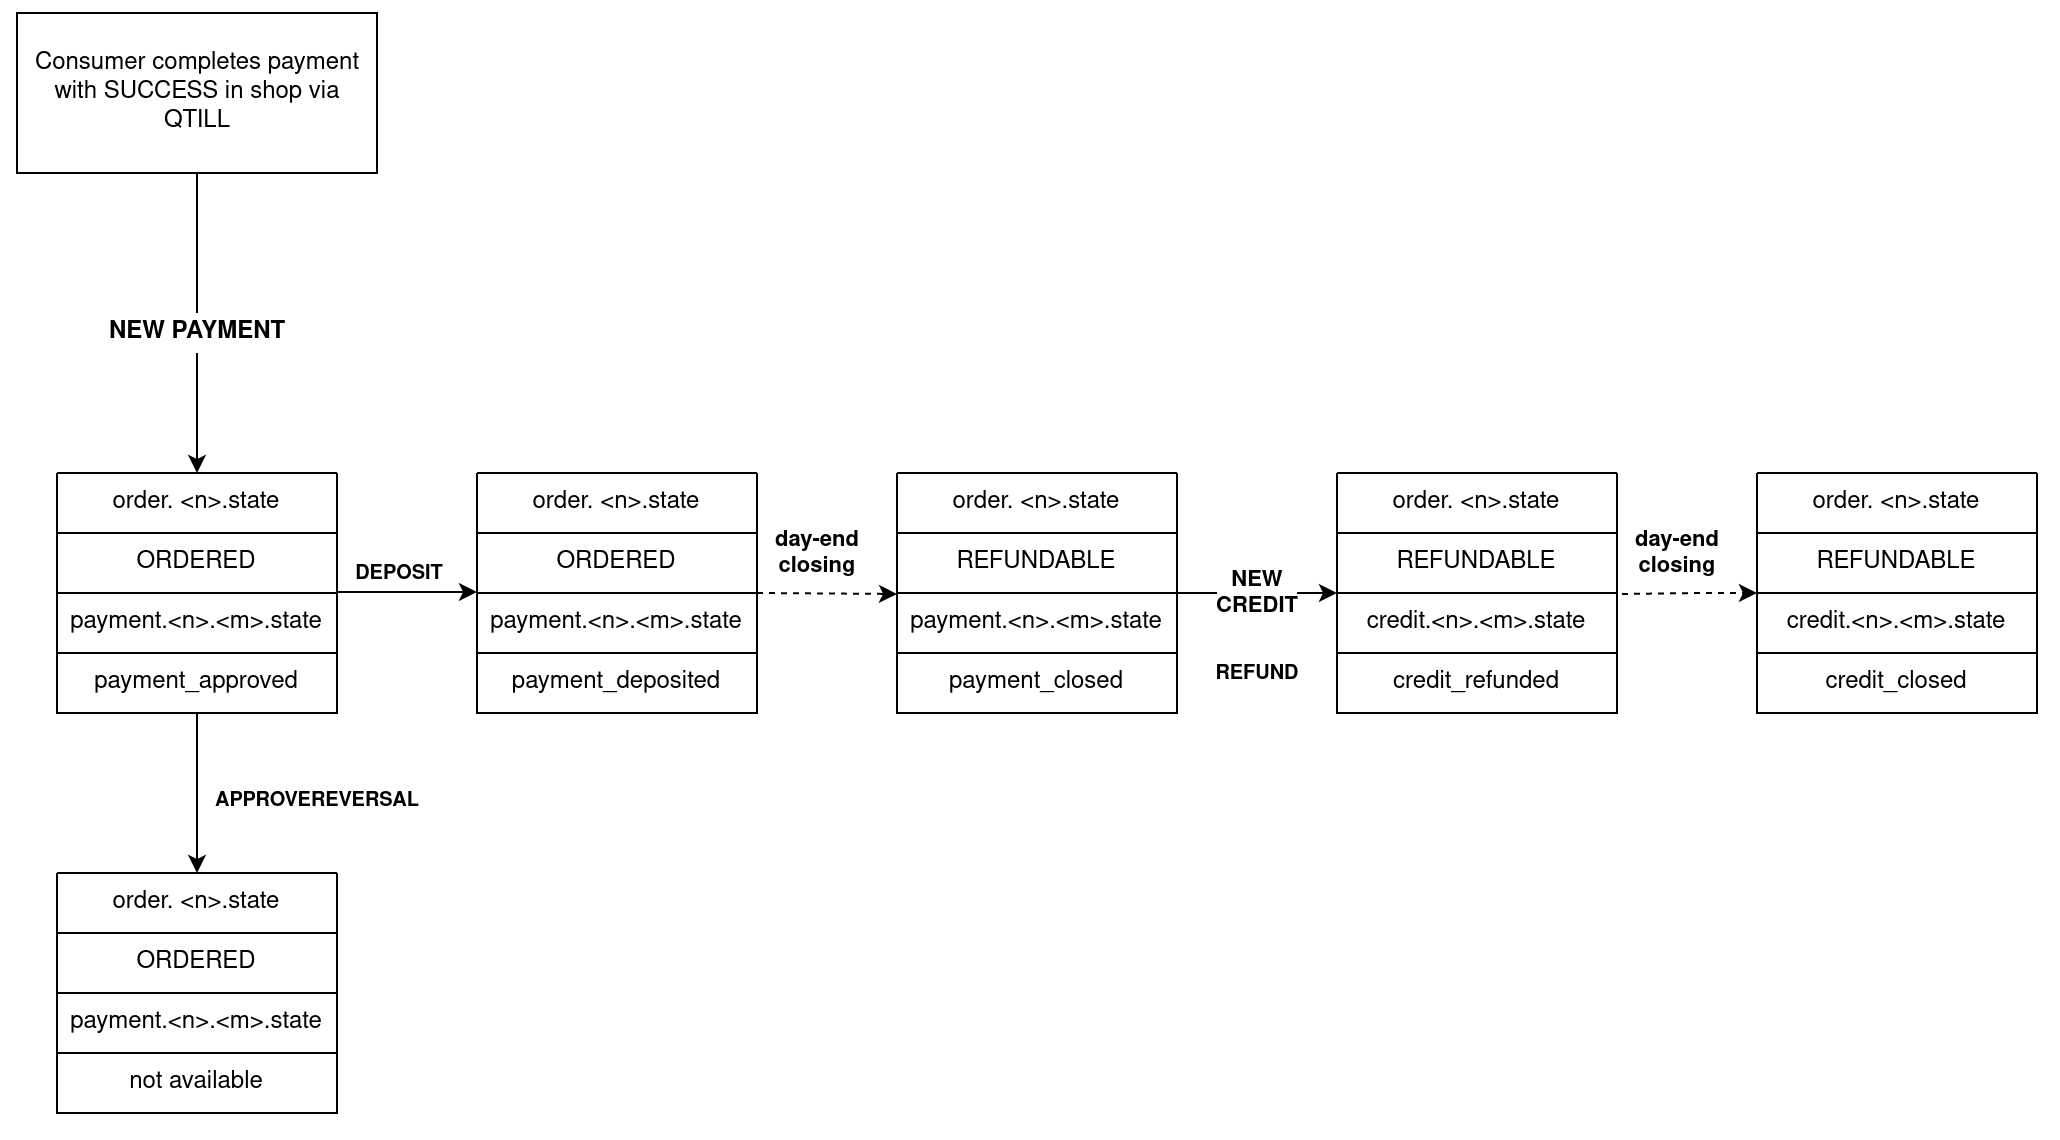 Consumer completes payment
with SUCCESS in shop via
QTILL
NEW PAYMENT
order. <n>.state
ORDERED
payment.<n>.<m>.state
payment_approved
DEPOSIT
order. <n>.state
ORDERED
payment.<n>.<m>.state
payment_deposited
day-end
closing
order. <n>.state
REFUNDABLE
payment.<n>.<m>.state
payment_closed
NEW
CREDIT
REFUND
order. <n>.state
REFUNDABLE
credit.<n>.<m>.state
credit_refunded
day-end
closing
order. <n>.state
REFUNDABLE
credit.<n>.<m>.state
credit_closed
APPROVEREVERSAL
order. <n>.state
ORDERED
payment.<n>.<m>.state
not available